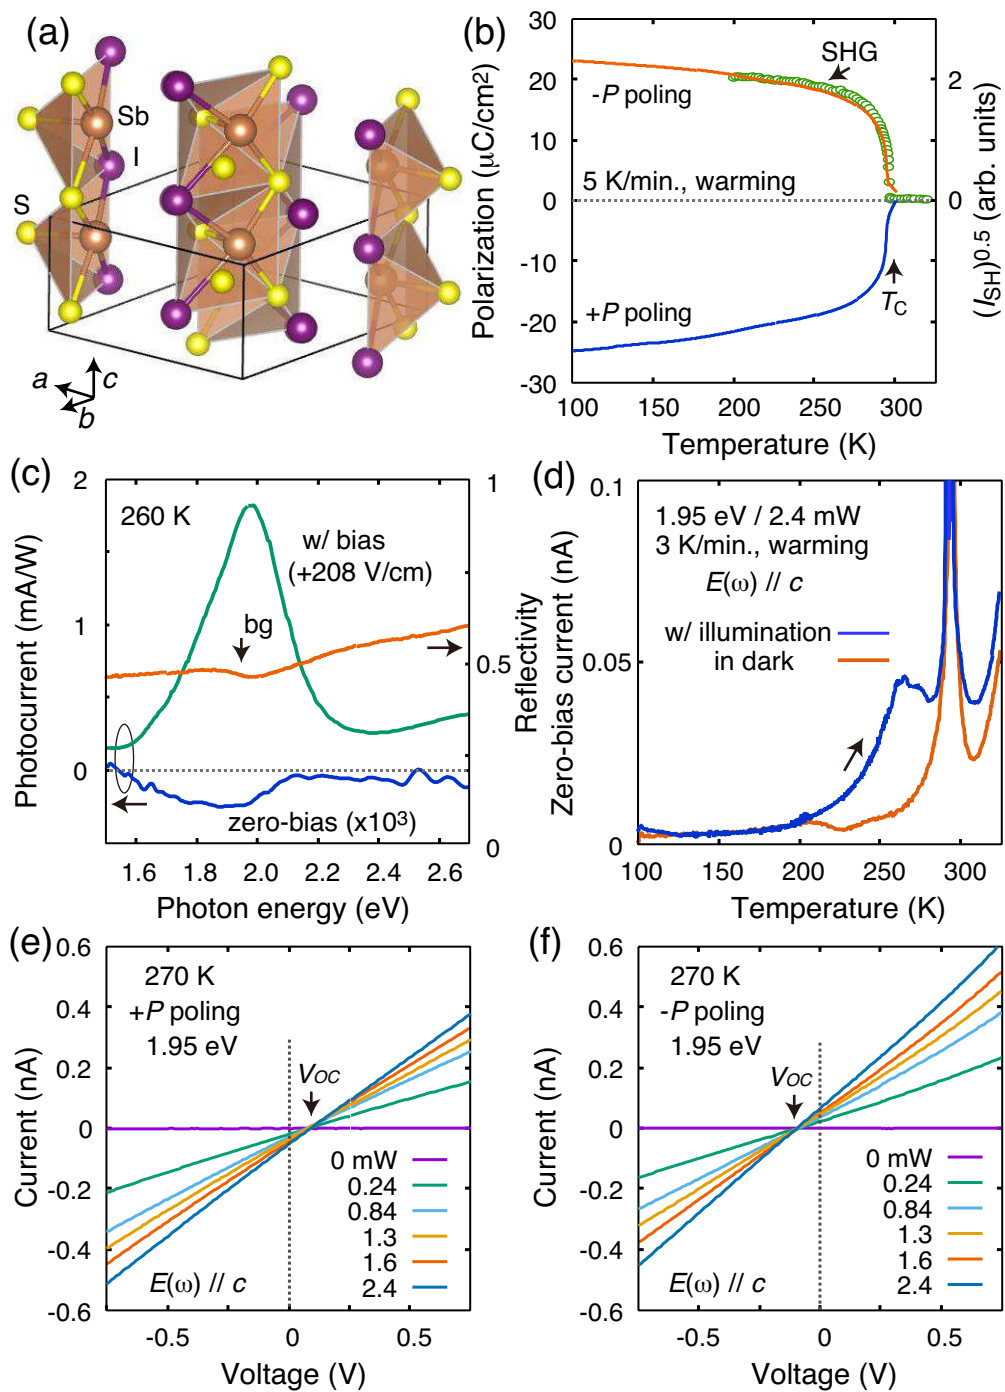 (a)
Sb
I
S
a
b
c
(b)
30
20
10
0
-10
-20
-30
Polarization (μC/cm²)
SHG
-P poling
5 K/min., warming
+P poling
T_C
2
1
0
(I_SH)^0.5 (arb. units)
100 150 200 250 300
Temperature (K)
(c)
2
1
0
Photocurrent (mA/W)
260 K
w/ bias
(+208 V/cm)
bg
zero-bias (x10³)
1
0.5
0
Reflectivity
1.6 1.8 2.0 2.2 2.4 2.6
Photon energy (eV)
(d)
0.1
0.05
0
Zero-bias current (nA)
1.95 eV / 2.4 mW
3 K/min., warming
E(ω) // c
w/ illumination
in dark
100 150 200 250 300
Temperature (K)
(e)
0.6
0.4
0.2
0
-0.2
-0.4
-0.6
Current (nA)
270 K
+P poling
1.95 eV
V_OC
0 mW
0.24
0.84
1.3
1.6
2.4
E(ω) // c
-0.5 0 0.5
Voltage (V)
(f)
0.6
0.4
0.2
0
-0.2
-0.4
-0.6
Current (nA)
270 K
-P poling
1.95 eV
V_OC
0 mW
0.24
0.84
1.3
1.6
2.4
E(ω) // c
-0.5 0 0.5
Voltage (V)